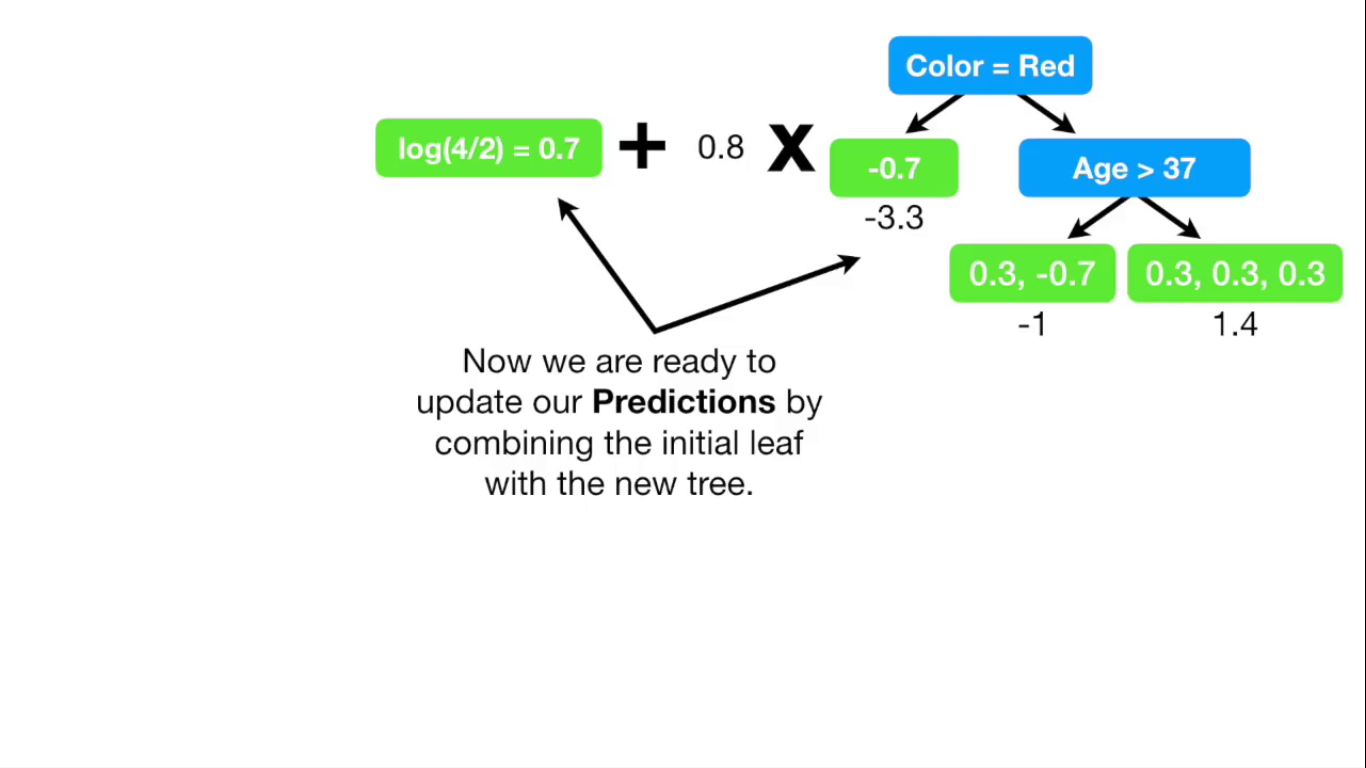 Color = Red
log(4/2) = 0.7 + 0.8 X -0.7
Age > 37
-3.3
0.3, -0.7
0.3, 0.3, 0.3
-1
1.4
Now we are ready to
update our Predictions by
combining the initial leaf
with the new tree.